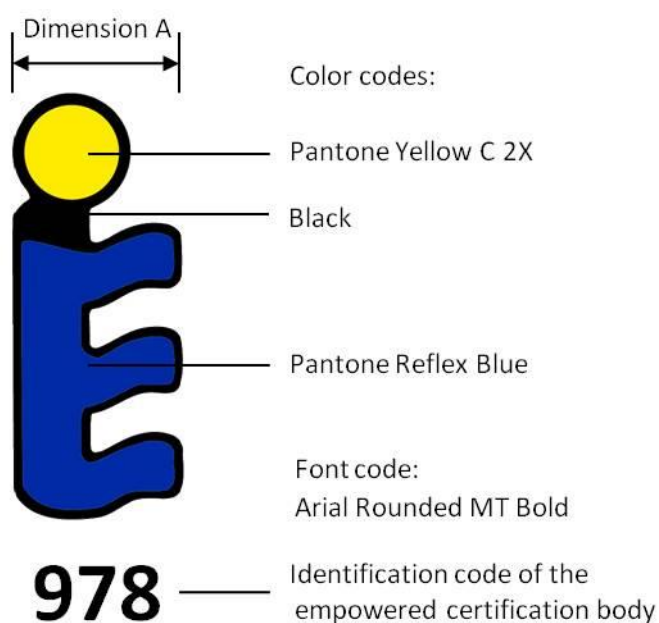 Dimension A
Color codes:
Pantone Yellow C 2X
Black
Pantone Reflex Blue
Font code:
Arial Rounded MT Bold
978
Identification code of the
empowered certification body